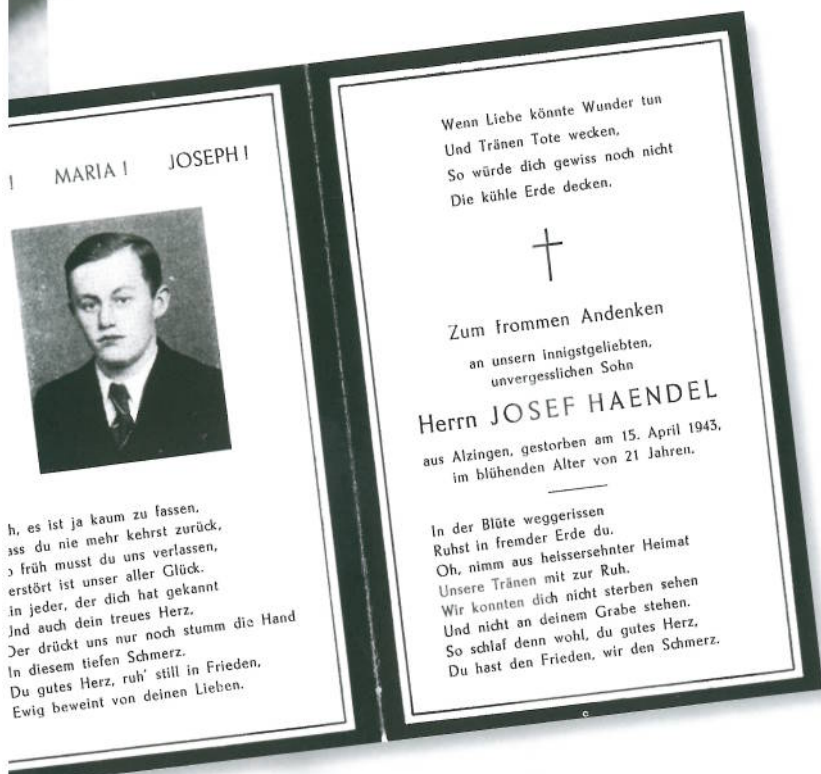 ! MARIA ! JOSEPH !
h, es ist ja kaum zu fassen,
ass du nie mehr kehrst zurück,
o früh musst du uns verlassen,
erstört ist unser aller Glück.
in jeder, der dich hat gekannt
Und auch dein treues Herz,
Der drückt uns nur noch stumm die Hand
In diesem tiefen Schmerz.
Du gutes Herz, ruh' still in Frieden,
Ewig beweint von deinen Lieben.
Wenn Liebe könnte Wunder tun
Und Tränen Tote wecken,
So würde dich gewiss noch nicht
Die kühle Erde decken.
Zum frommen Andenken
an unsern innigstgeliebten,
unvergesslichen Sohn
Herrn JOSEF HAENDEL
aus Alzingen, gestorben am 15. April 1943,
im blühenden Alter von 21 Jahren.
In der Blüte weggerissen
Ruhst in fremder Erde du.
Oh, nimm aus heissersehnter Heimat
Unsere Tränen mit zur Ruh.
Wir konnten dich nicht sterben sehen
Und nicht an deinem Grabe stehen.
So schlaf denn wohl, du gutes Herz,
Du hast den Frieden, wir den Schmerz.